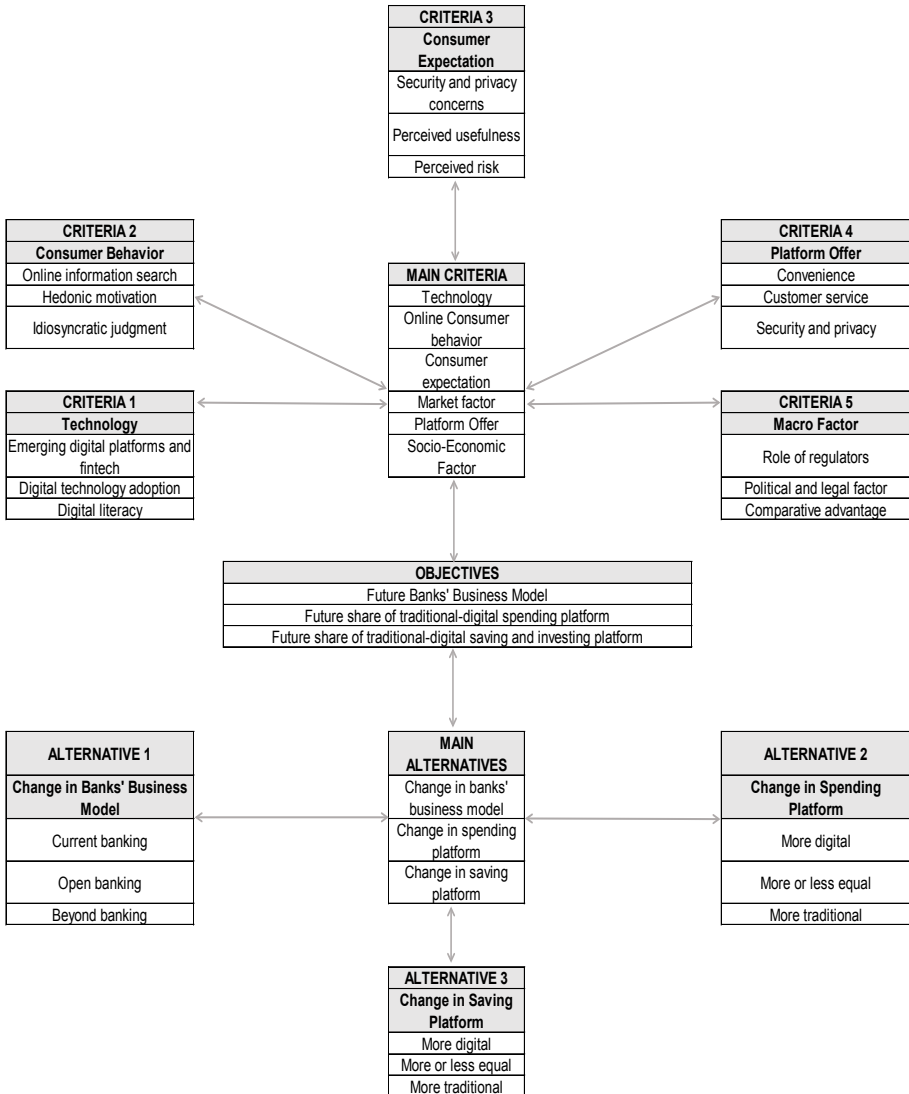 CRITERIA 3
Consumer
Expectation
Security and privacy
concerns
Perceived usefulness
Perceived risk
CRITERIA 2
Consumer Behavior
Online information search
Hedonic motivation
Idiosyncratic judgment
MAIN CRITERIA
Technology
Online Consumer
behavior
Consumer
expectation
Market factor
Platform Offer
Socio-Economic
Factor
CRITERIA 4
Platform Offer
Convenience
Customer service
Security and privacy
CRITERIA 1
Technology
Emerging digital platforms and
fintech
Digital technology adoption
Digital literacy
CRITERIA 5
Macro Factor
Role of regulators
Political and legal factor
Comparative advantage
OBJECTIVES
Future Banks' Business Model
Future share of traditional-digital spending platform
Future share of traditional-digital saving and investing platform
ALTERNATIVE 1
Change in Banks' Business
Model
Current banking
Open banking
Beyond banking
MAIN
ALTERNATIVES
Change in banks'
business model
Change in spending
platform
Change in saving
platform
ALTERNATIVE 2
Change in Spending
Platform
More digital
More or less equal
More traditional
ALTERNATIVE 3
Change in Saving
Platform
More digital
More or less equal
More traditional